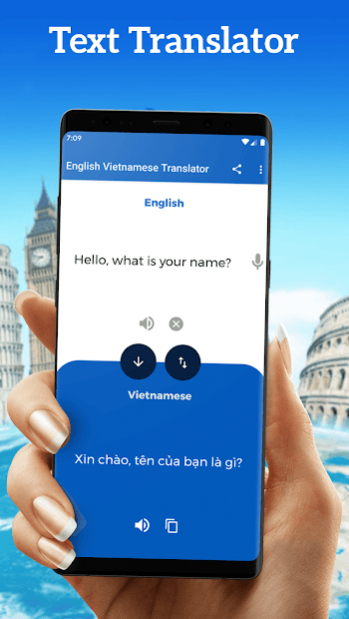 Text Translator
7:09
English Vietnamese Translator
English
Hello, what is your name?
Vietnamese
Xin chào, tên của bạn là gì?